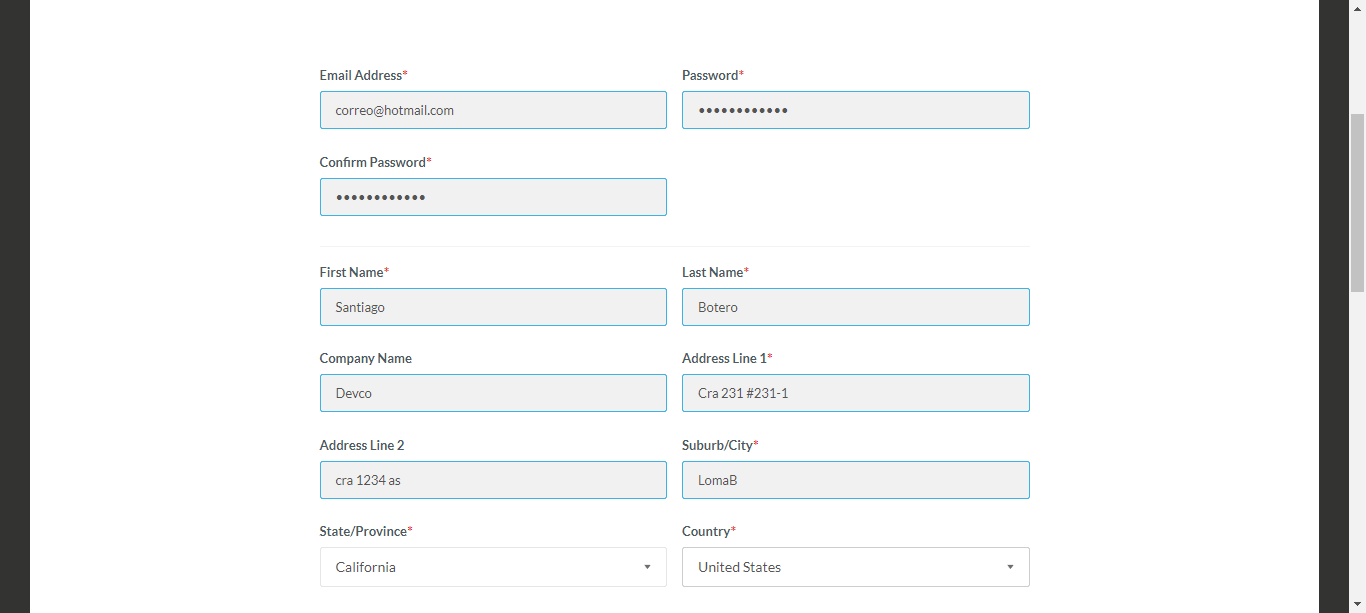 Email Address* Password*
correo@hotmail.com ••••••••••••
Confirm Password*
••••••••••••
First Name* Last Name*
Santiago Botero
Company Name Address Line 1*
Devco Cra 231 #231-1
Address Line 2 Suburb/City*
cra 1234 as LomaB
State/Province* Country*
California United States